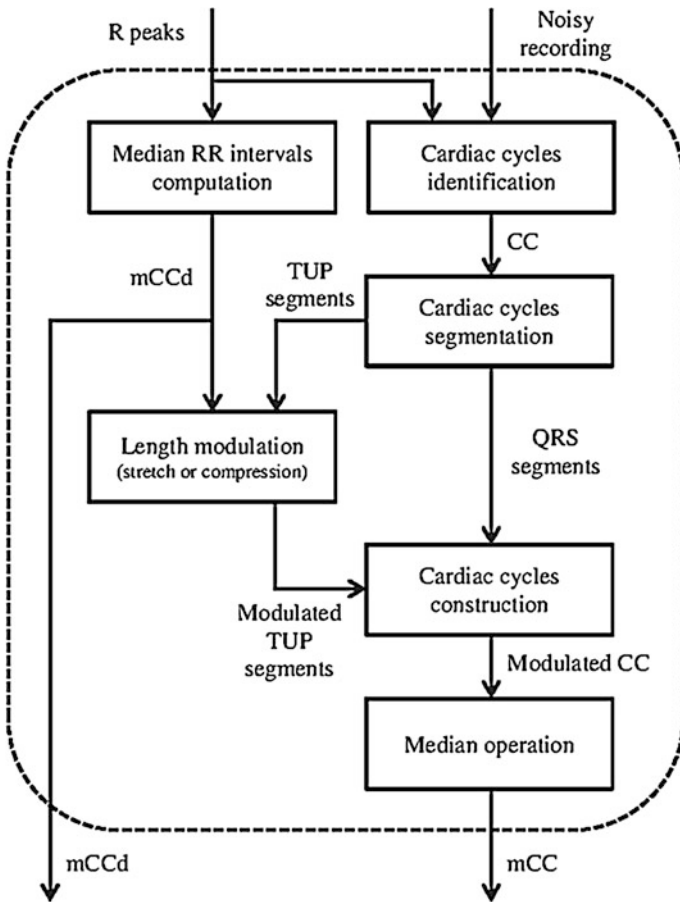 R peaks
Noisy
recording
Median RR intervals
computation
Cardiac cycles
identification
mCCd
CC
TUP
segments
Cardiac cycles
segmentation
Length modulation
(stretch or compression)
QRS
segments
Cardiac cycles
construction
Modulated
TUP
segments
Modulated CC
Median operation
mCCd
mCC